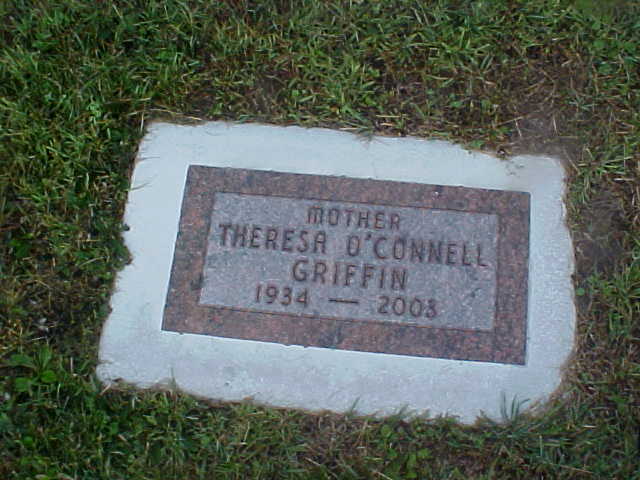 MOTHER
THERESA O'CONNELL
GRIFFIN
1934 — 2003